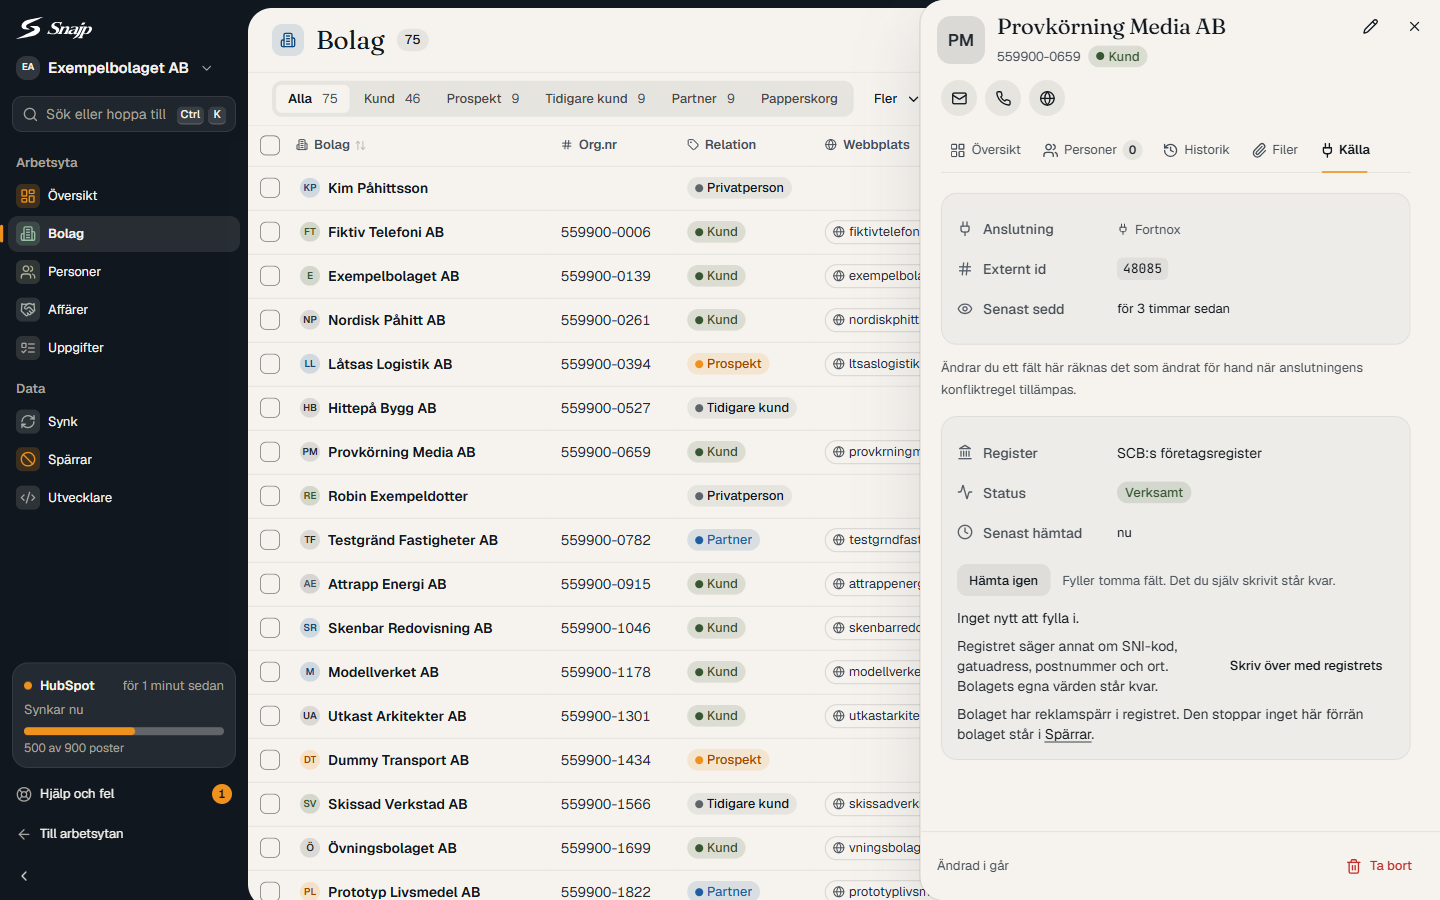 Snajp
EA Exempelbolaget AB
Sök eller hoppa till Ctrl K
Arbetsyta
Översikt
Bolag
Personer
Affärer
Uppgifter
Data
Synk
Spärrar
Utvecklare
HubSpot för 1 minut sedan
Synkar nu
500 av 900 poster
Hjälp och fel 1
Till arbetsytan
Bolag 75
Alla 75 Kund 46 Prospekt 9 Tidigare kund 9 Partner 9 Papperskorg Fler
Bolag Org.nr Relation Webbplats
KP Kim Påhittsson Privatperson
FT Fiktiv Telefoni AB 559900-0006 Kund fiktivtelefon
E Exempelbolaget AB 559900-0139 Kund exempelbola
NP Nordisk Påhitt AB 559900-0261 Kund nordiskphitt
LL Låtsas Logistik AB 559900-0394 Prospekt ltsaslogistik
HB Hittepå Bygg AB 559900-0527 Tidigare kund
PM Provkörning Media AB 559900-0659 Kund provkrningm
RE Robin Exempeldotter Privatperson
TF Testgränd Fastigheter AB 559900-0782 Partner testgrndfast
AE Attrapp Energi AB 559900-0915 Kund attrappenerg
SR Skenbar Redovisning AB 559900-1046 Kund skenbarredo
M Modellverket AB 559900-1178 Kund modellverke
UA Utkast Arkitekter AB 559900-1301 Kund utkastarkite
DT Dummy Transport AB 559900-1434 Prospekt
SV Skissad Verkstad AB 559900-1566 Tidigare kund skissadverk
Ö Övningsbolaget AB 559900-1699 Kund vningsbolag
PL Prototyp Livsmedel AB 559900-1822 Partner prototyplivsm
PM Provkörning Media AB
559900-0659 Kund
Översikt Personer 0 Historik Filer Källa
Anslutning Fortnox
Externt id 48085
Senast sedd för 3 timmar sedan
Ändrar du ett fält här räknas det som ändrat för hand när anslutningens
konfliktregel tillämpas.
Register SCB:s företagsregister
Status Verksamt
Senast hämtad nu
Hämta igen Fyller tomma fält. Det du själv skrivit står kvar.
Inget nytt att fylla i.
Registret säger annat om SNI-kod,
gatuadress, postnummer och ort.
Bolagets egna värden står kvar.
Skriv över med registrets
Bolaget har reklamspärr i registret. Den stoppar inget här förrän
bolaget står i Spärrar.
Ändrad i går Ta bort